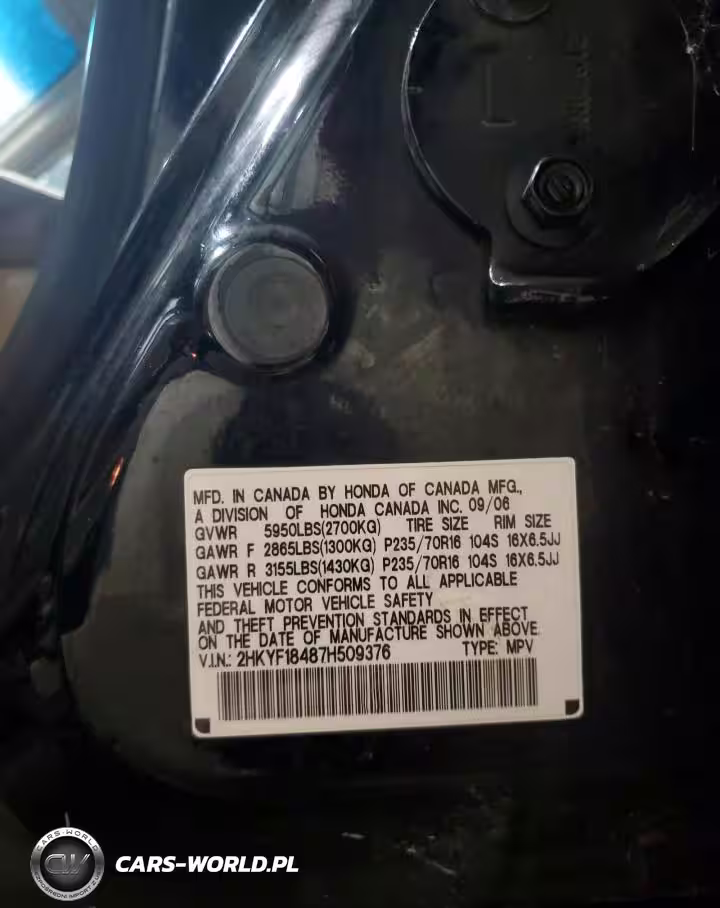 MFD. IN CANADA BY HONDA OF CANADA MFG.,
A DIVISION OF HONDA CANADA INC. 09/06
GVWR 5950LBS(2700KG) TIRE SIZE RIM SIZE
GAWR F 2865LBS(1300KG) P235/70R16 104S 16X6.5JJ
GAWR R 3155LBS(1430KG) P235/70R16 104S 16X6.5JJ
THIS VEHICLE CONFORMS TO ALL APPLICABLE
FEDERAL MOTOR VEHICLE SAFETY
AND THEFT PREVENTION STANDARDS IN EFFECT
ON THE DATE OF MANUFACTURE SHOWN ABOVE.
V.I.N.: 2HKYF18487H509376 TYPE: MPV
CARS-WORLD
CW
CARS-WORLD.PL